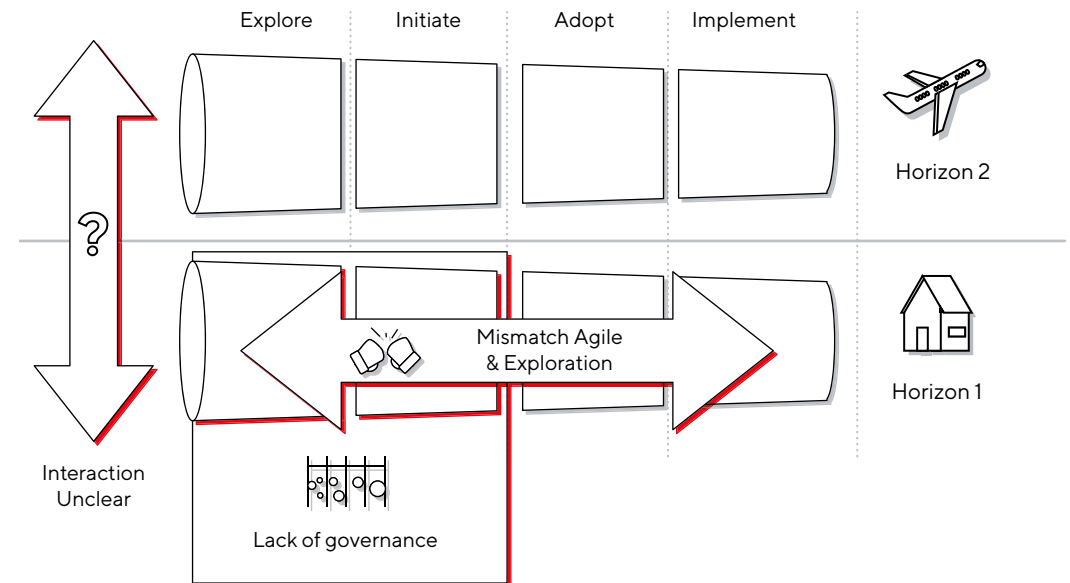 Explore
Initiate
Adopt
Implement
Horizon 2
?
Mismatch Agile
& Exploration
Horizon 1
Interaction
Unclear
Lack of governance